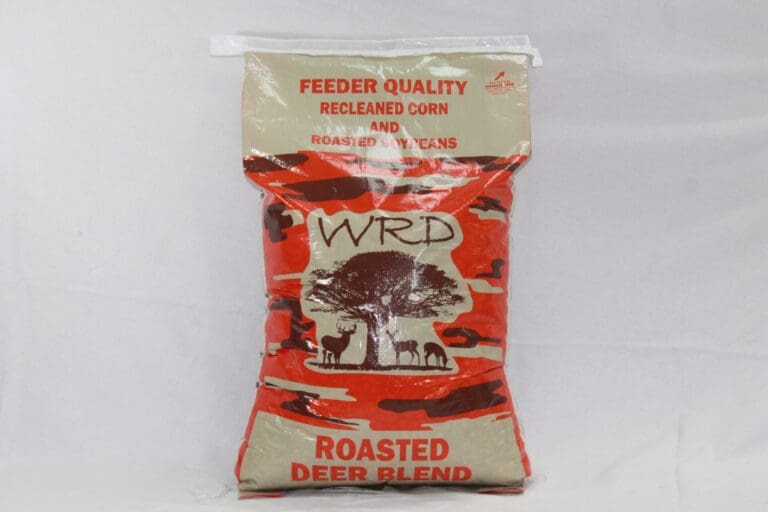 FEEDER QUALITY
RECLEANED CORN
AND
ROASTED SOYBEANS
WRD
ROASTED
DEER BLEND